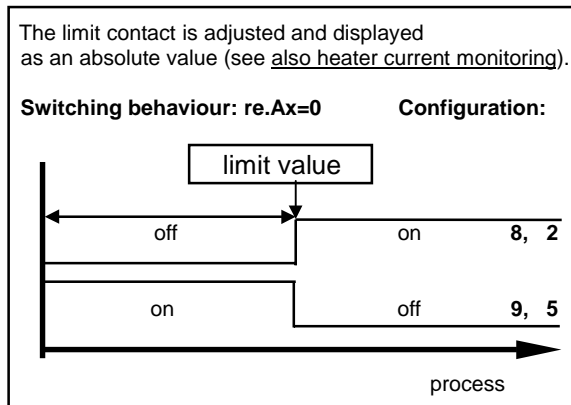 The limit contact is adjusted and displayed
as an absolute value (see also heater current monitoring).
Switching behaviour: re.Ax=0 Configuration:
limit value
off on 8, 2
on off 9, 5
process